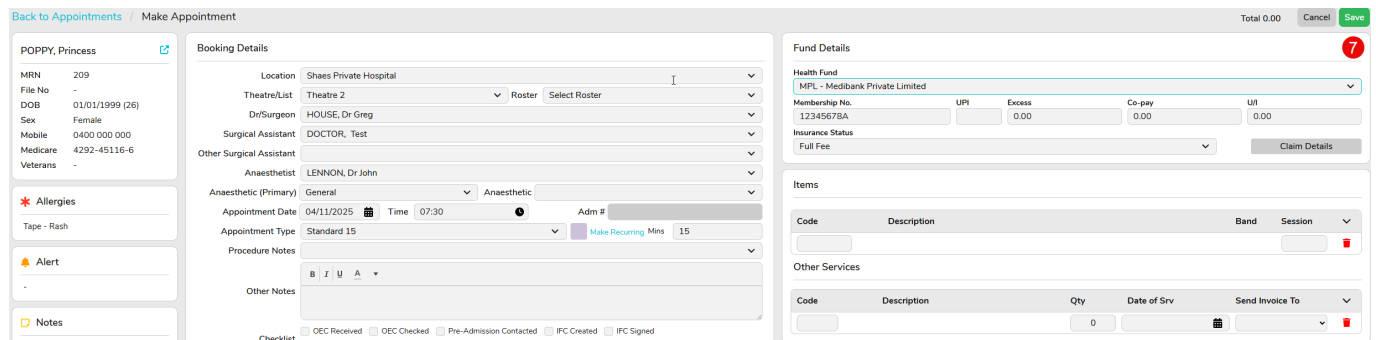 Back to Appointments / Make Appointment
Total 0.00 Cancel Save
POPPY, Princess
MRN 209
File No -
DOB 01/01/1999 (26)
Sex Female
Mobile 0400 000 000
Medicare 4292-45116-6
Veterans -
Allergies
Tape - Rash
Alert
-
Notes
Booking Details
Location Shaes Private Hospital
Theatre/List Theatre 2 Roster Select Roster
Dr/Surgeon HOUSE, Dr Greg
Surgical Assistant DOCTOR, Test
Other Surgical Assistant
Anaesthetist LENNON, Dr John
Anaesthetic (Primary) General Anaesthetic
Appointment Date 04/11/2025 Time 07:30 Adm #
Appointment Type Standard 15 Make Recurring Mins 15
Procedure Notes
B I U A
Other Notes
OEC Received OEC Checked Pre-Admission Contacted IFC Created IFC Signed
Checklist
Fund Details 7
Health Fund
MPL - Medibank Private Limited
Membership No. UPI Excess Co-pay U/I
12345678A 0.00 0.00 0.00
Insurance Status
Full Fee Claim Details
Items
Code Description Band Session
Other Services
Code Description Qty Date of Srv Send Invoice To
0